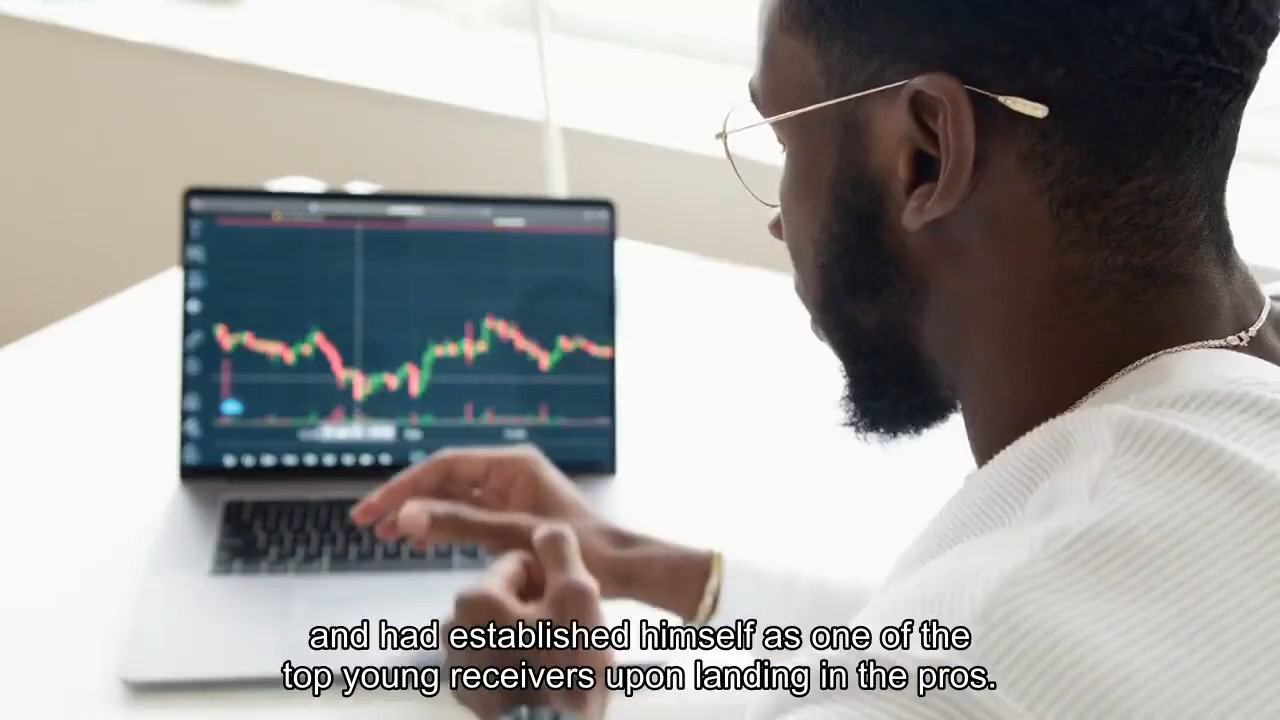 and had established himself as one of the
top young receivers upon landing in the pros.